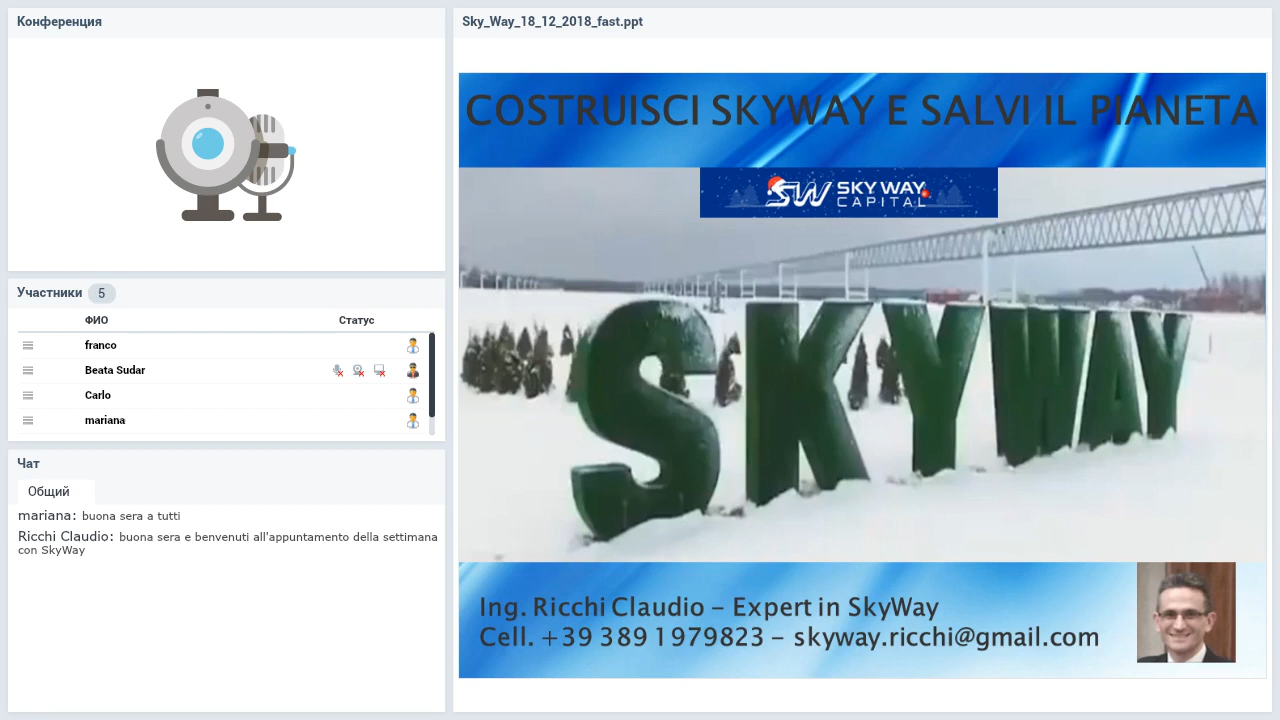 Конференция
Участники 5
ФИО Статус
franco
Beata Sudar
Carlo
mariana
Чат
Общий
mariana: buona sera a tutti
Ricchi Claudio: buona sera e benvenuti all'appuntamento della settimana
con SkyWay
Sky_Way_18_12_2018_fast.ppt
COSTRUISCI SKYWAY E SALVI IL PIANETA
SW SKY WAY
CAPITAL
SKYWAY
Ing. Ricchi Claudio – Expert in SkyWay
Cell. +39 389 1979823 – skyway.ricchi@gmail.com